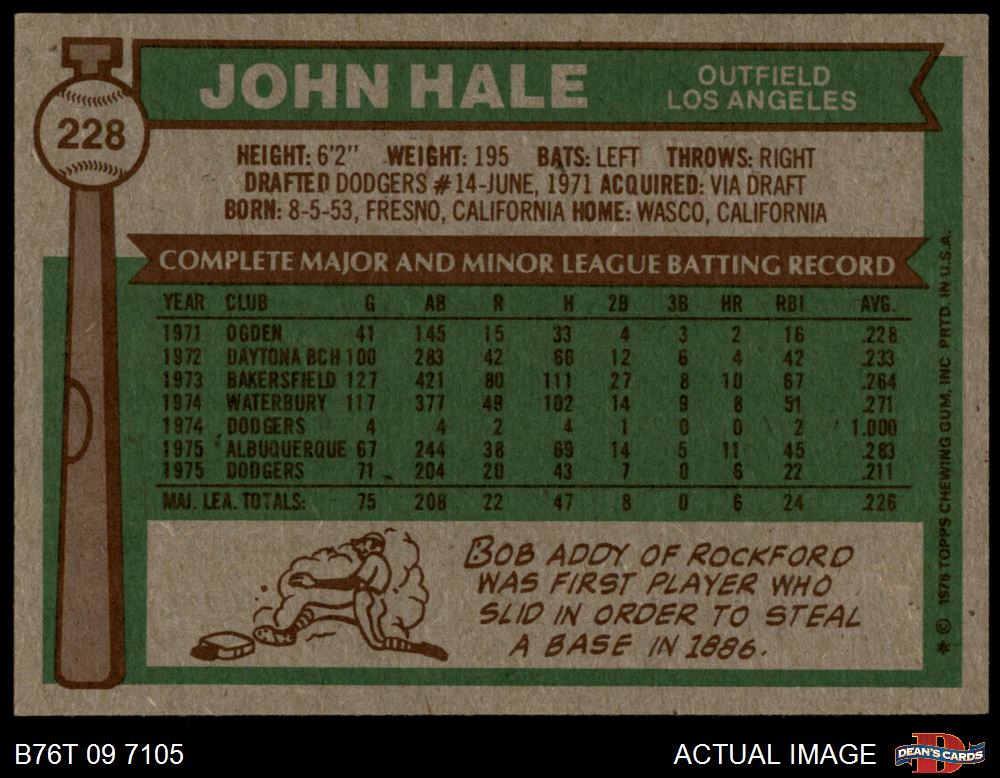 JOHN HALE
OUTFIELD
LOS ANGELES
228
HEIGHT: 6'2" WEIGHT: 195 BATS: LEFT THROWS: RIGHT
DRAFTED DODGERS #14-JUNE, 1971 ACQUIRED: VIA DRAFT
BORN: 8-5-53, FRESNO, CALIFORNIA HOME: WASCO, CALIFORNIA
COMPLETE MAJOR AND MINOR LEAGUE BATTING RECORD
YEAR CLUB G AB R H 2B 3B HR RBI AVG.
1971 OGDEN 41 145 15 33 4 3 2 16 .228
1972 DAYTONA BCH 100 283 42 66 12 6 4 42 .233
1973 BAKERSFIELD 127 421 80 111 27 8 10 67 .264
1974 WATERBURY 117 377 49 102 14 9 8 51 .271
1974 DODGERS 4 4 2 4 1 0 0 2 1.000
1975 ALBUQUERQUE 67 244 38 69 14 5 11 45 .283
1975 DODGERS 71 204 20 43 7 0 6 22 .211
MAJ. LEA. TOTALS: 75 208 22 47 8 0 6 24 .226
BOB ADDY OF ROCKFORD
WAS FIRST PLAYER WHO
SLID IN ORDER TO STEAL
A BASE IN 1886.
* © 1976 TOPPS CHEWING GUM, INC PRTD. IN U.S.A.
B76T 09 7105
ACTUAL IMAGE
DEAN'S CARDS